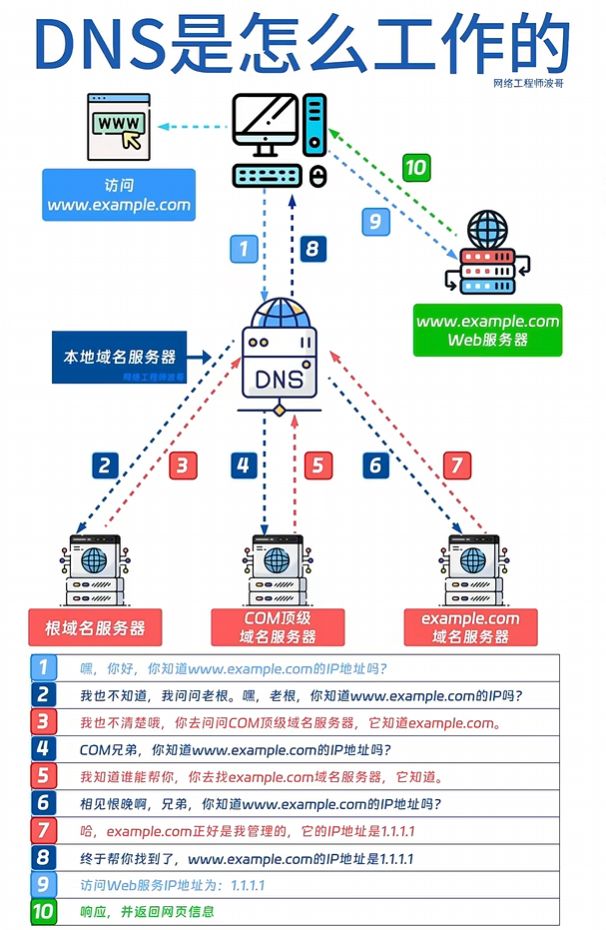 DNS是怎么工作的
网络工程师波哥
WWW
访问
www.example.com
10
9
1
8
www.example.com
Web服务器
本地域名服务器
网络工程师波哥
DNS
2
3
4
5
6
7
根域名服务器
COM顶级
域名服务器
example.com
域名服务器
1 嘿，你好，你知道www.example.com的IP地址吗？
2 我也不知道，我问问老根。嘿，老根，你知道www.example.com的IP吗？
3 我也不清楚哦，你去问问COM顶级域名服务器，它知道example.com。
4 COM兄弟，你知道www.example.com的IP地址吗？
5 我知道谁能帮你，你去找example.com域名服务器，它知道。
6 相见恨晚啊，兄弟，你知道www.example.com的IP地址吗？
7 哈，example.com正好是我管理的，它的IP地址是1.1.1.1
8 终于帮你找到了，www.example.com的IP地址是1.1.1.1
9 访问Web服务IP地址为：1.1.1.1
10 响应，并返回网页信息